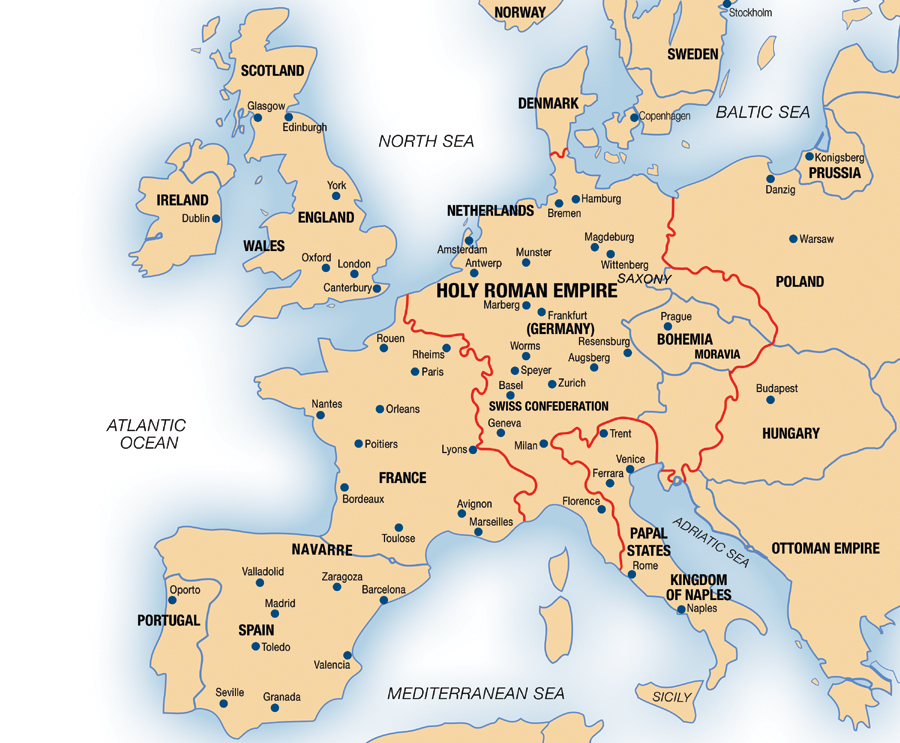 NORWAY
Stockholm
SWEDEN
SCOTLAND
DENMARK
Glasgow
Edinburgh
Copenhagen
BALTIC SEA
NORTH SEA
Konigsberg
PRUSSIA
Danzig
York
IRELAND
Dublin
ENGLAND
NETHERLANDS
Hamburg
Bremen
WALES
Amsterdam
Magdeburg
Warsaw
Oxford
London
Antwerp
Munster
Wittenberg
SAXONY
POLAND
Canterbury
HOLY ROMAN EMPIRE
Marberg
Frankfurt
(GERMANY)
Prague
BOHEMIA
MORAVIA
Rouen
Rheims
Worms
Resensburg
Augsberg
Paris
Speyer
Basel
Zurich
Budapest
Nantes
Orleans
SWISS CONFEDERATION
ATLANTIC
OCEAN
Geneva
HUNGARY
Poitiers
Lyons
Milan
Trent
Venice
FRANCE
Ferrara
Bordeaux
Avignon
Florence
Marseilles
Toulose
ADRIATIC SEA
PAPAL
STATES
NAVARRE
OTTOMAN EMPIRE
Rome
Valladolid
Zaragoza
Barcelona
KINGDOM
OF NAPLES
Oporto
Madrid
Naples
PORTUGAL
SPAIN
Toledo
Valencia
Seville
Granada
MEDITERRANEAN SEA
SICILY